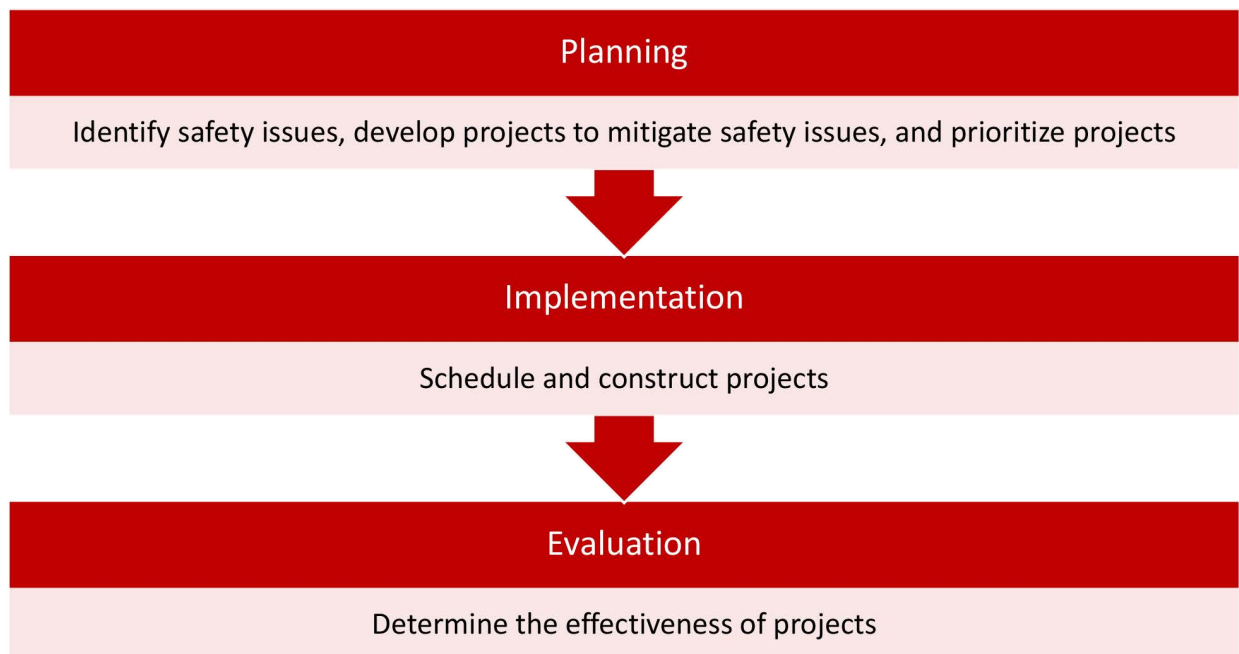 Planning
Identify safety issues, develop projects to mitigate safety issues, and prioritize projects
Implementation
Schedule and construct projects
Evaluation
Determine the effectiveness of projects